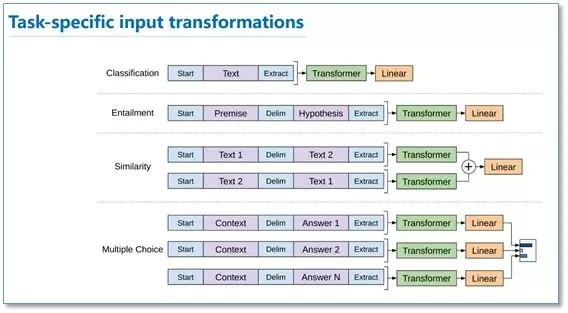 Task-specific input transformations
Classification Start Text Extract Transformer Linear
Entailment Start Premise Delim Hypothesis Extract Transformer Linear
Similarity
Start Text 1 Delim Text 2 Extract Transformer
+ Linear
Start Text 2 Delim Text 1 Extract Transformer
Start Context Delim Answer 1 Extract Transformer Linear
Multiple Choice Start Context Delim Answer 2 Extract Transformer Linear
Start Context Delim Answer N Extract Transformer Linear